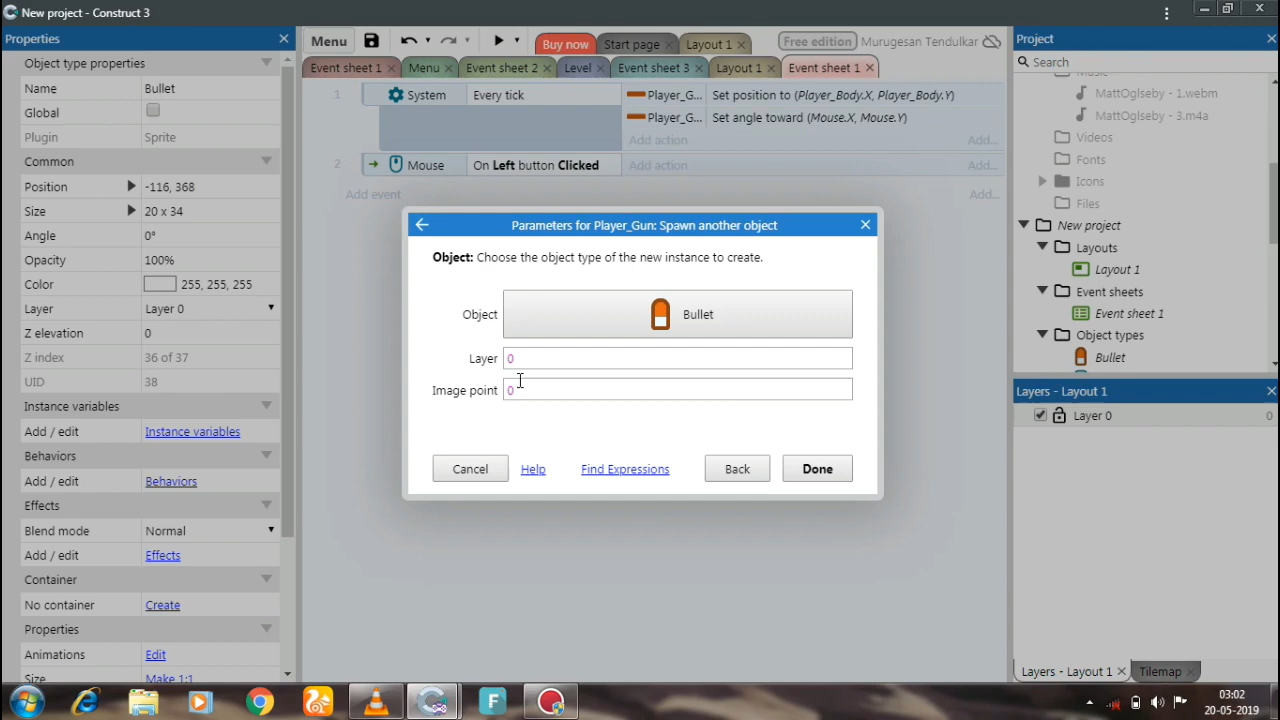 New project - Construct 3
Properties
Object type properties
Name Bullet
Global
Plugin Sprite
Common
Position -116, 368
Size 20 x 34
Angle 0°
Opacity 100%
Color 255, 255, 255
Layer Layer 0
Z elevation 0
Z index 36 of 37
UID 38
Instance variables
Add / edit Instance variables
Behaviors
Add / edit Behaviors
Effects
Blend mode Normal
Add / edit Effects
Container
No container Create
Properties
Animations Edit
Size Make 1:1
Menu Buy now Start page Layout 1 Free edition Murugesan Tendulkar
Event sheet 1 Menu Event sheet 2 Level Event sheet 3 Layout 1 Event sheet 1
1 System Every tick Player_G... Set position to (Player_Body.X, Player_Body.Y)
Player_G... Set angle toward (Mouse.X, Mouse.Y)
Add action Add...
2 Mouse On Left button Clicked Add action
Add event Add...
Parameters for Player_Gun: Spawn another object
Object: Choose the object type of the new instance to create.
Object Bullet
Layer 0
Image point 0
Cancel Help Find Expressions Back Done
Project
Search
Music
MattOglseby - 1.webm
MattOglseby - 3.m4a
Videos
Fonts
Icons
Files
New project
Layouts
Layout 1
Event sheets
Event sheet 1
Object types
Bullet
Layers - Layout 1
Layer 0 0
Layers - Layout 1 Tilemap
03:02
20-05-2019